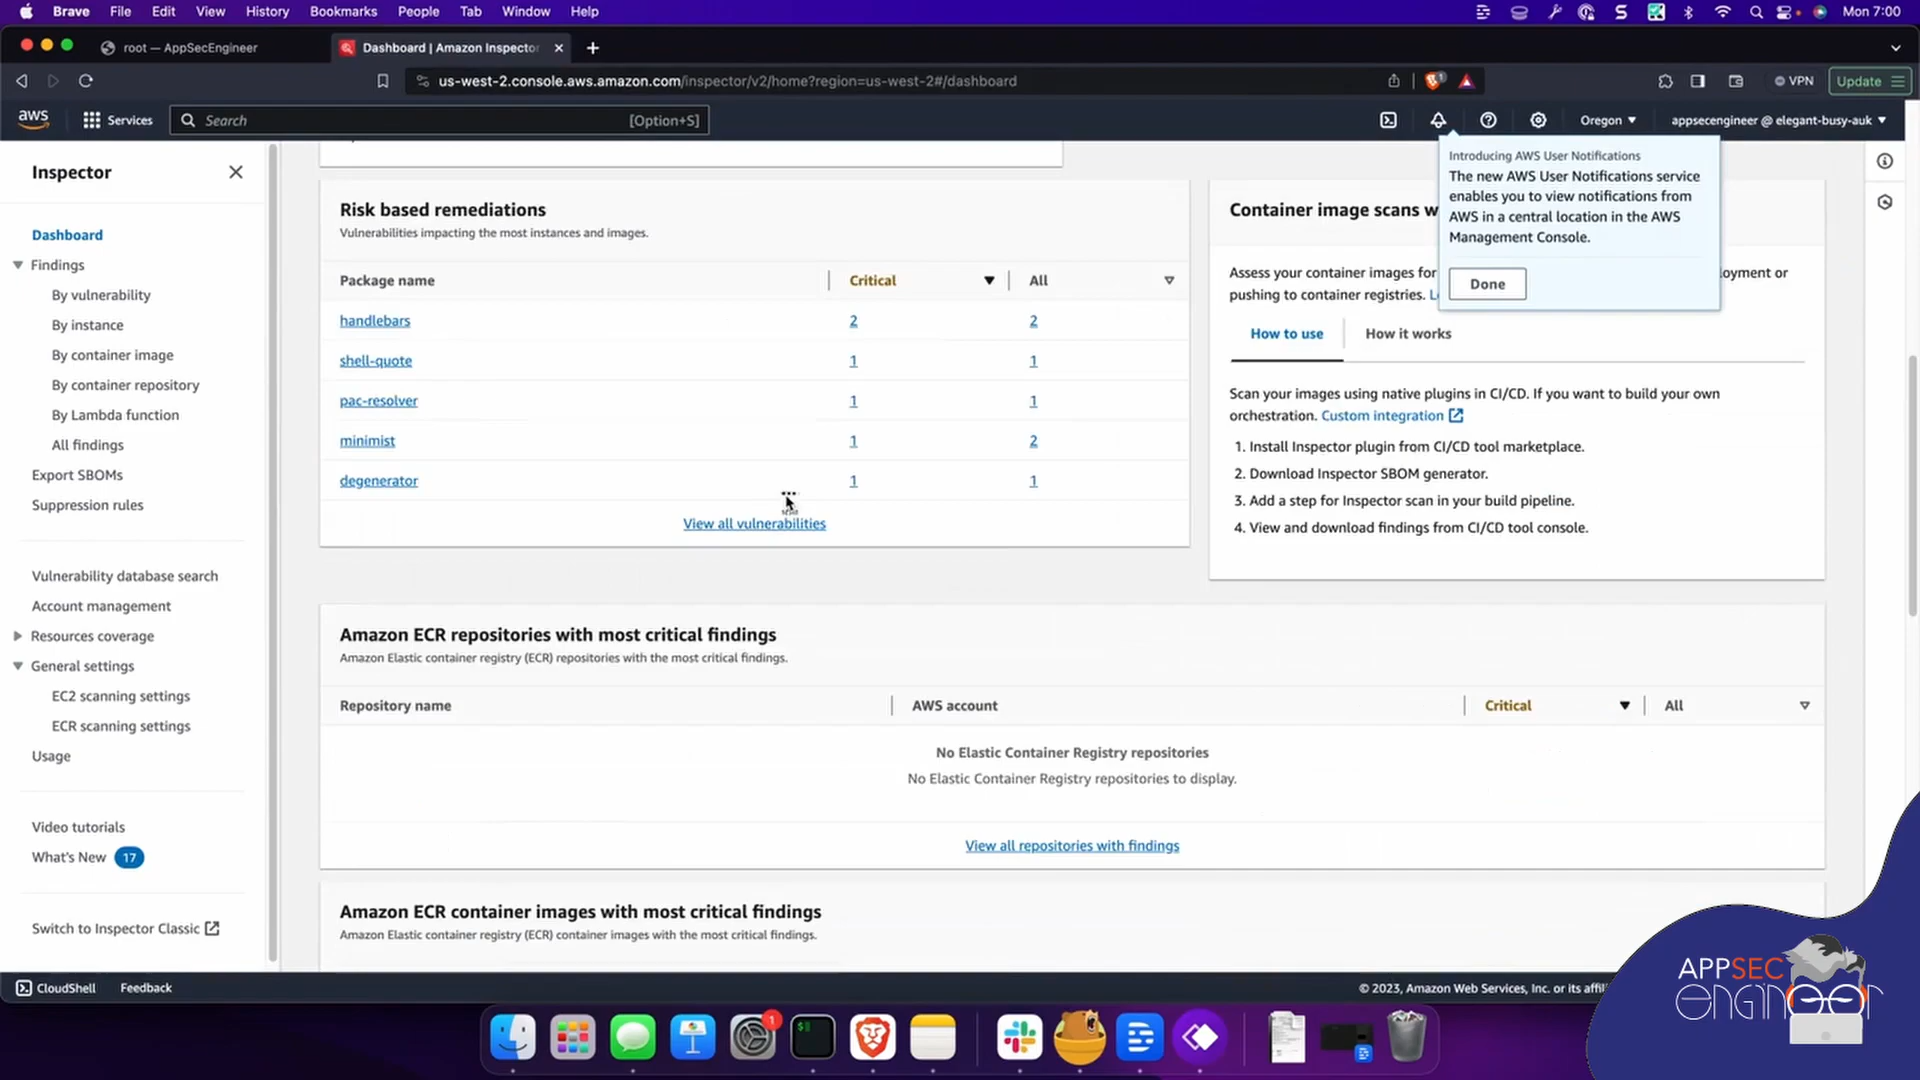 Brave File Edit View History Bookmarks People Tab Window Help
Mon 7:00
root — AppSecEngineer
Dashboard | Amazon Inspector
us-west-2.console.aws.amazon.com/inspector/v2/home?region=us-west-2#/dashboard
1
VPN
Update
aws
Services
Search
[Option+S]
Oregon
appsecengineer @ elegant-busy-auk
Inspector
Dashboard
Findings
By vulnerability
By instance
By container image
By container repository
By Lambda function
All findings
Export SBOMs
Suppression rules
Vulnerability database search
Account management
Resources coverage
General settings
EC2 scanning settings
ECR scanning settings
Usage
Video tutorials
What's New 17
Switch to Inspector Classic
Risk based remediations
Vulnerabilities impacting the most instances and images.
Package name Critical All
handlebars 2 2
shell-quote 1 1
pac-resolver 1 1
minimist 1 2
degenerator 1 1
View all vulnerabilities
Container image scans w
Assess your container images for
loyment or
pushing to container registries.
Introducing AWS User Notifications
The new AWS User Notifications service
enables you to view notifications from
AWS in a central location in the AWS
Management Console.
Done
How to use
How it works
Scan your images using native plugins in CI/CD. If you want to build your own
orchestration. Custom integration
1. Install Inspector plugin from CI/CD tool marketplace.
2. Download Inspector SBOM generator.
3. Add a step for Inspector scan in your build pipeline.
4. View and download findings from CI/CD tool console.
Amazon ECR repositories with most critical findings
Amazon Elastic container registry (ECR) repositories with the most critical findings.
Repository name AWS account Critical All
No Elastic Container Registry repositories
No Elastic Container Registry repositories to display.
View all repositories with findings
Amazon ECR container images with most critical findings
Amazon Elastic container registry (ECR) container images with the most critical findings.
CloudShell Feedback
© 2023, Amazon Web Services, Inc. or its affili
1
APPSEC
engineer